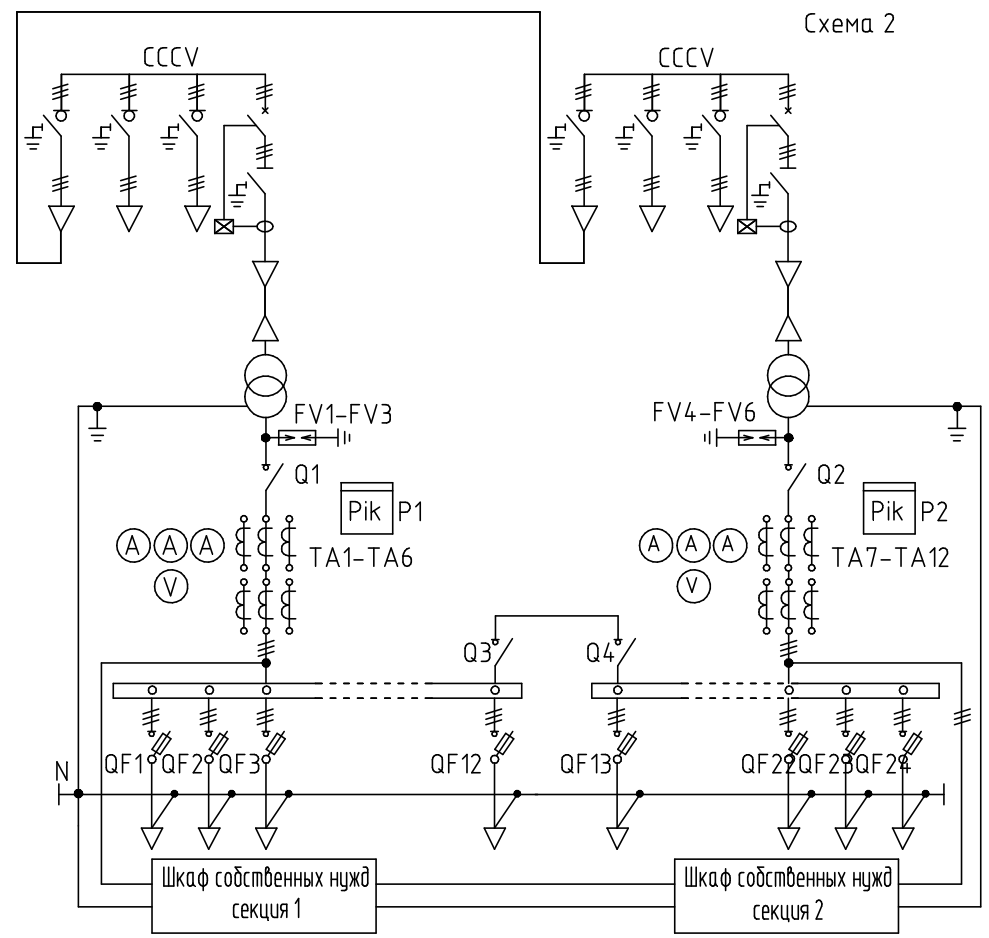 Схема 2
CCCV
CCCV
FV1-FV3
FV4-FV6
Q1
Q2
Pik P1
Pik P2
A A A
A A A
TA1-TA6
TA7-TA12
V
V
Q3
Q4
QF1 QF2 QF3
QF12
QF13
QF22 QF23 QF24
N
Шкаф собственных нужд
секция 1
Шкаф собственных нужд
секция 2